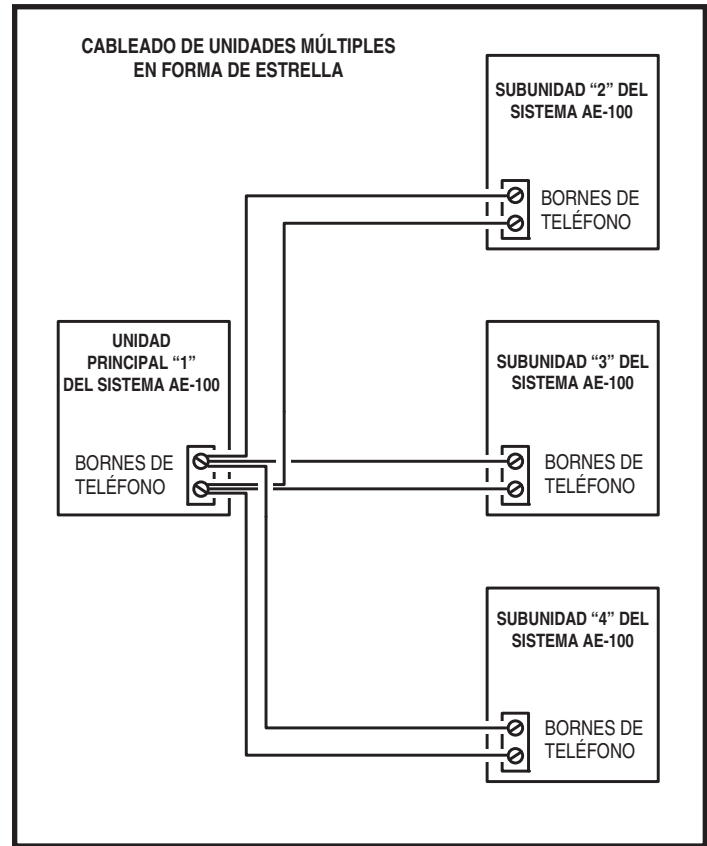 CABLEADO DE UNIDADES MÚLTIPLES
EN FORMA DE ESTRELLA
SUBUNIDAD “2” DEL
SISTEMA AE-100
BORNES DE
TELÉFONO
UNIDAD
PRINCIPAL “1”
DEL SISTEMA AE-100
BORNES DE
TELÉFONO
SUBUNIDAD “3” DEL
SISTEMA AE-100
BORNES DE
TELÉFONO
SUBUNIDAD “4” DEL
SISTEMA AE-100
BORNES DE
TELÉFONO